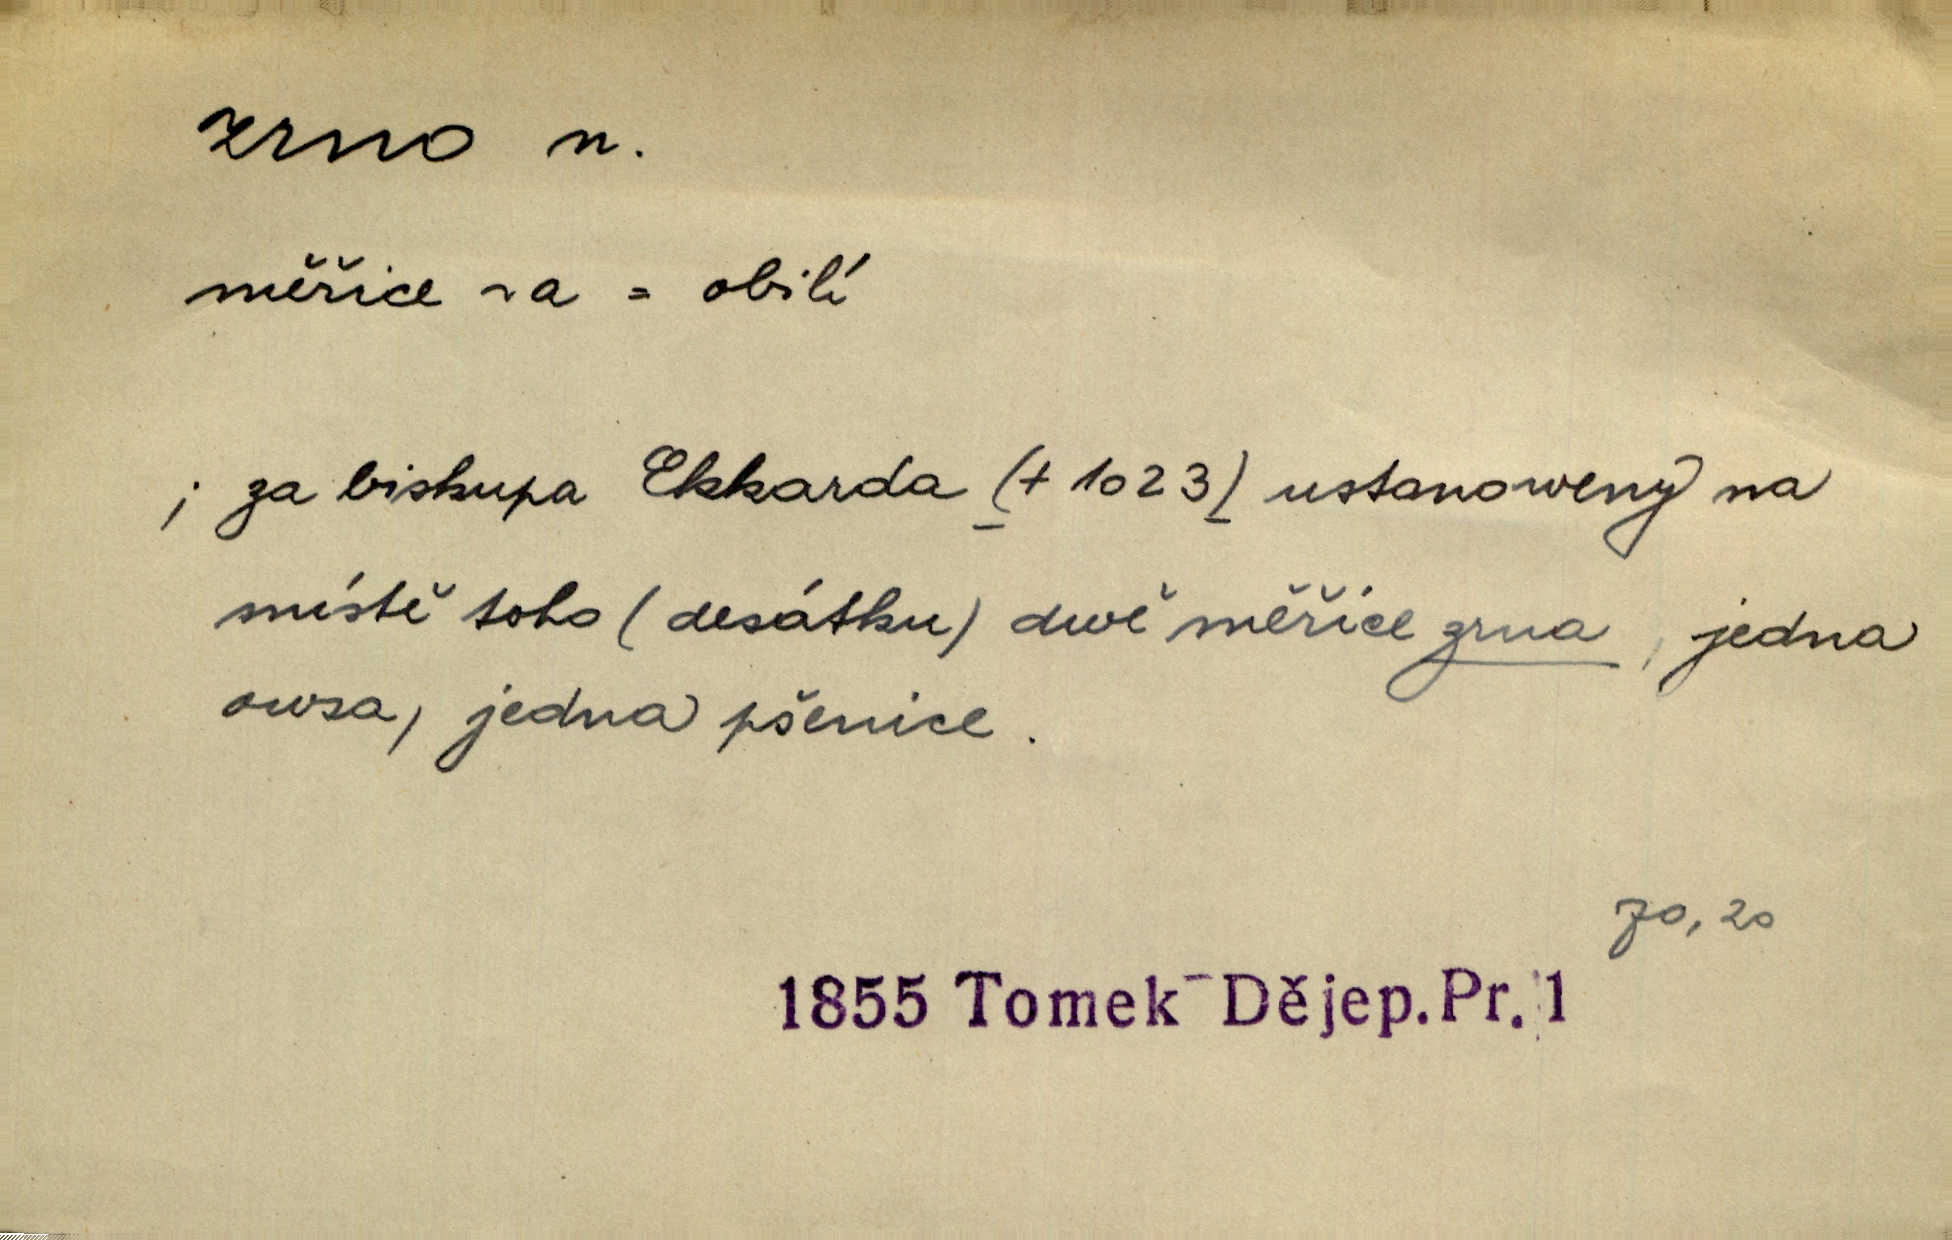 zrno n.
měřice ~a = obilí
; za biskupa Ekkarda (+ 1023) ustanoweny na
místě toho (desátku) dwě měřice zrna, jedna
owsa, jedna pšenice.
70, 20
1855 Tomek - Dějep. Pr. 1